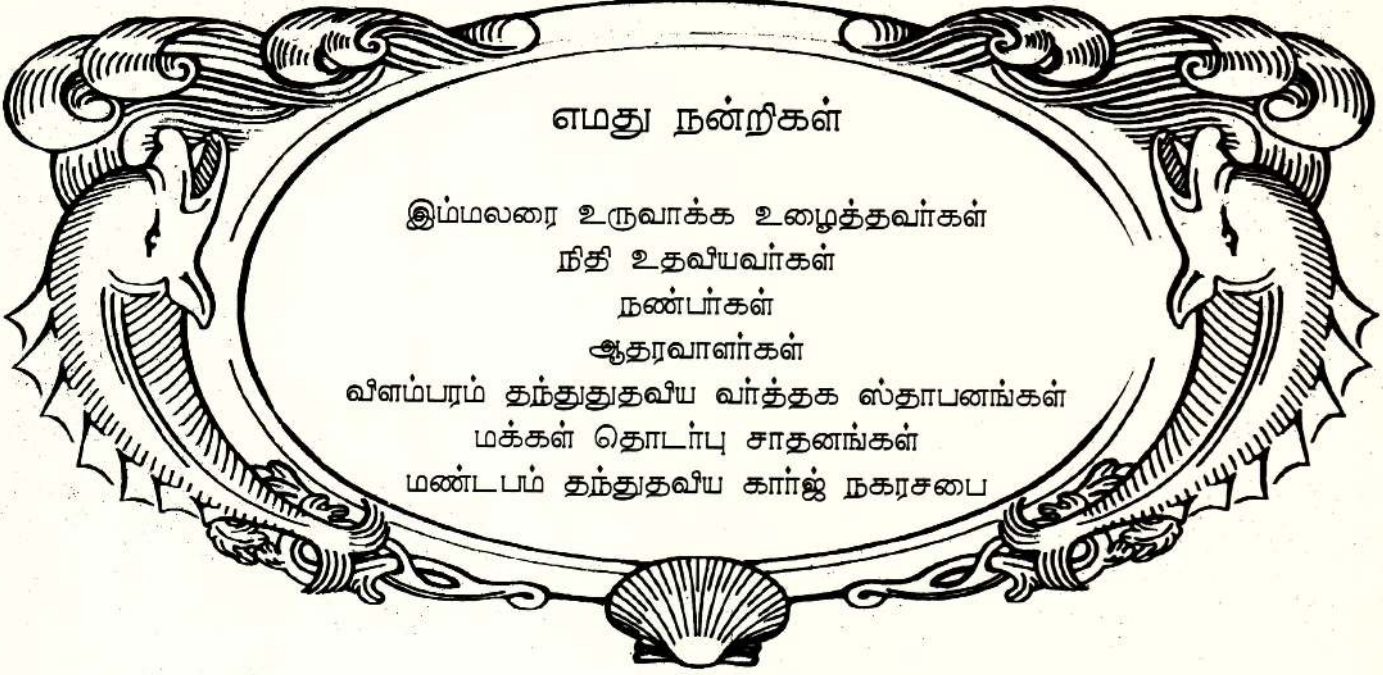 எமது நன்றிகள்
இம்மலரை உருவாக்க உழைத்தவர்கள்
நிதி உதவியவர்கள்
நண்பர்கள்
ஆதரவாளர்கள்
விளம்பரம் தந்துதுதவிய வர்த்தக ஸ்தாபனங்கள்
மக்கள் தொடர்பு சாதனங்கள்
மண்டபம் தந்துதவிய கார்ஜ் நகரசபை